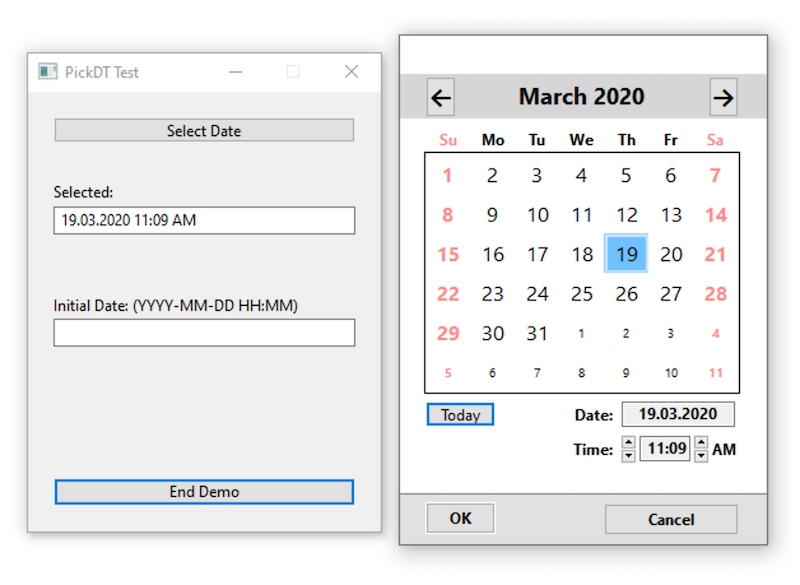 PickDT Test
Select Date
Selected:
19.03.2020 11:09 AM
Initial Date: (YYYY-MM-DD HH:MM)
End Demo
March 2020
Su Mo Tu We Th Fr Sa
1 2 3 4 5 6 7
8 9 10 11 12 13 14
15 16 17 18 19 20 21
22 23 24 25 26 27 28
29 30 31 1 2 3 4
5 6 7 8 9 10 11
Today Date: 19.03.2020
Time: 11:09 AM
OK Cancel